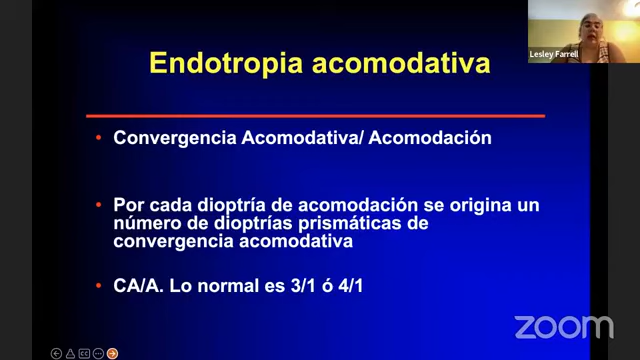 Lesley Farrell
Endotropia acomodativa
• Convergencia Acomodativa/ Acomodación
• Por cada dioptría de acomodación se origina un
número de dioptrías prismáticas de
convergencia acomodativa
• CA/A. Lo normal es 3/1 ó 4/1
zoom